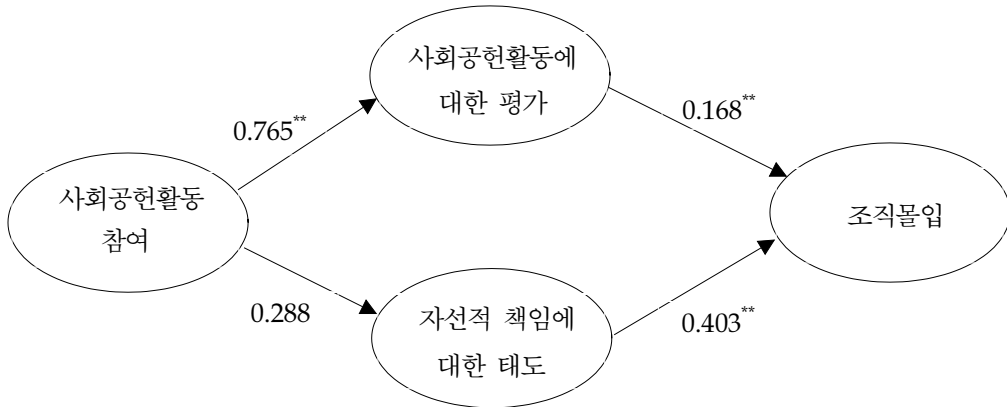 사회공헌활동에
대한 평가
0.765**
0.168**
사회공헌활동
참여
조직몰입
0.288
자선적 책임에
대한 태도
0.403**